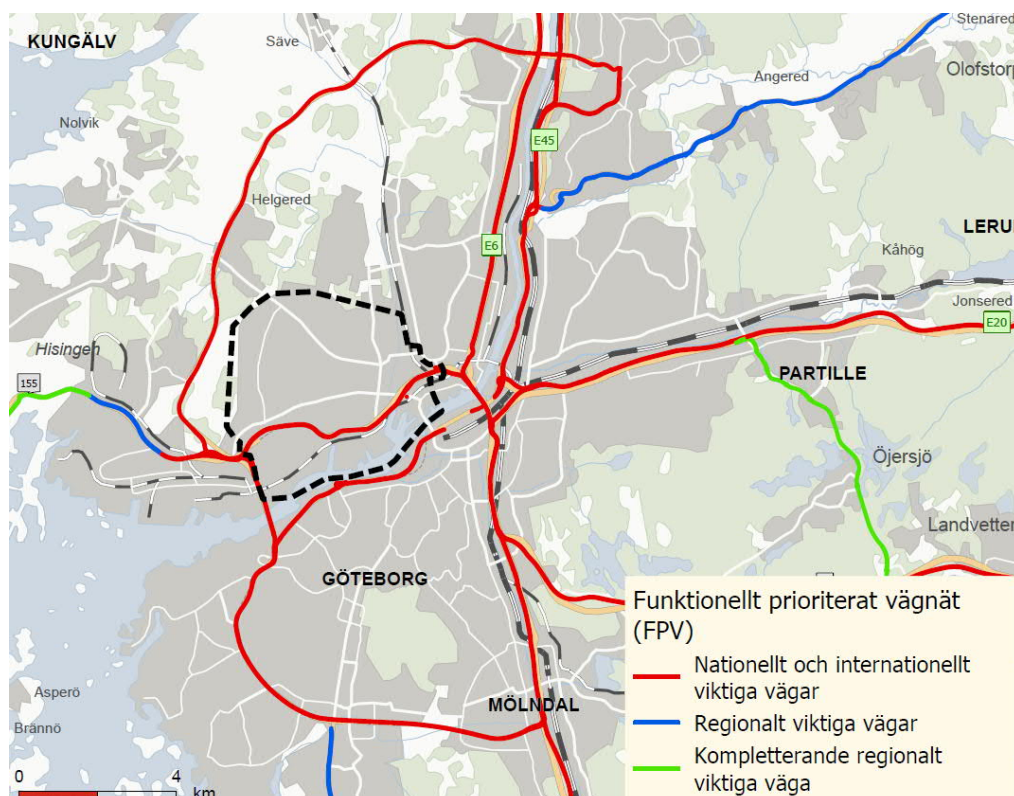 KUNGÄLV
Säve
Stenared
Olofstorp
Angered
Nolvik
E45
Helgered
E6
LERU
Kåhög
Jonsered
E20
Hisingen
155
PARTILLE
Öjersjö
Landvetter
GÖTEBORG
Asperö
Brännö
MÖLNDAL
Funktionellt prioriterat vägnät
(FPV)
Nationellt och internationellt
viktiga vägar
Regionalt viktiga vägar
Kompletterande regionalt
viktiga väga
0 4
km